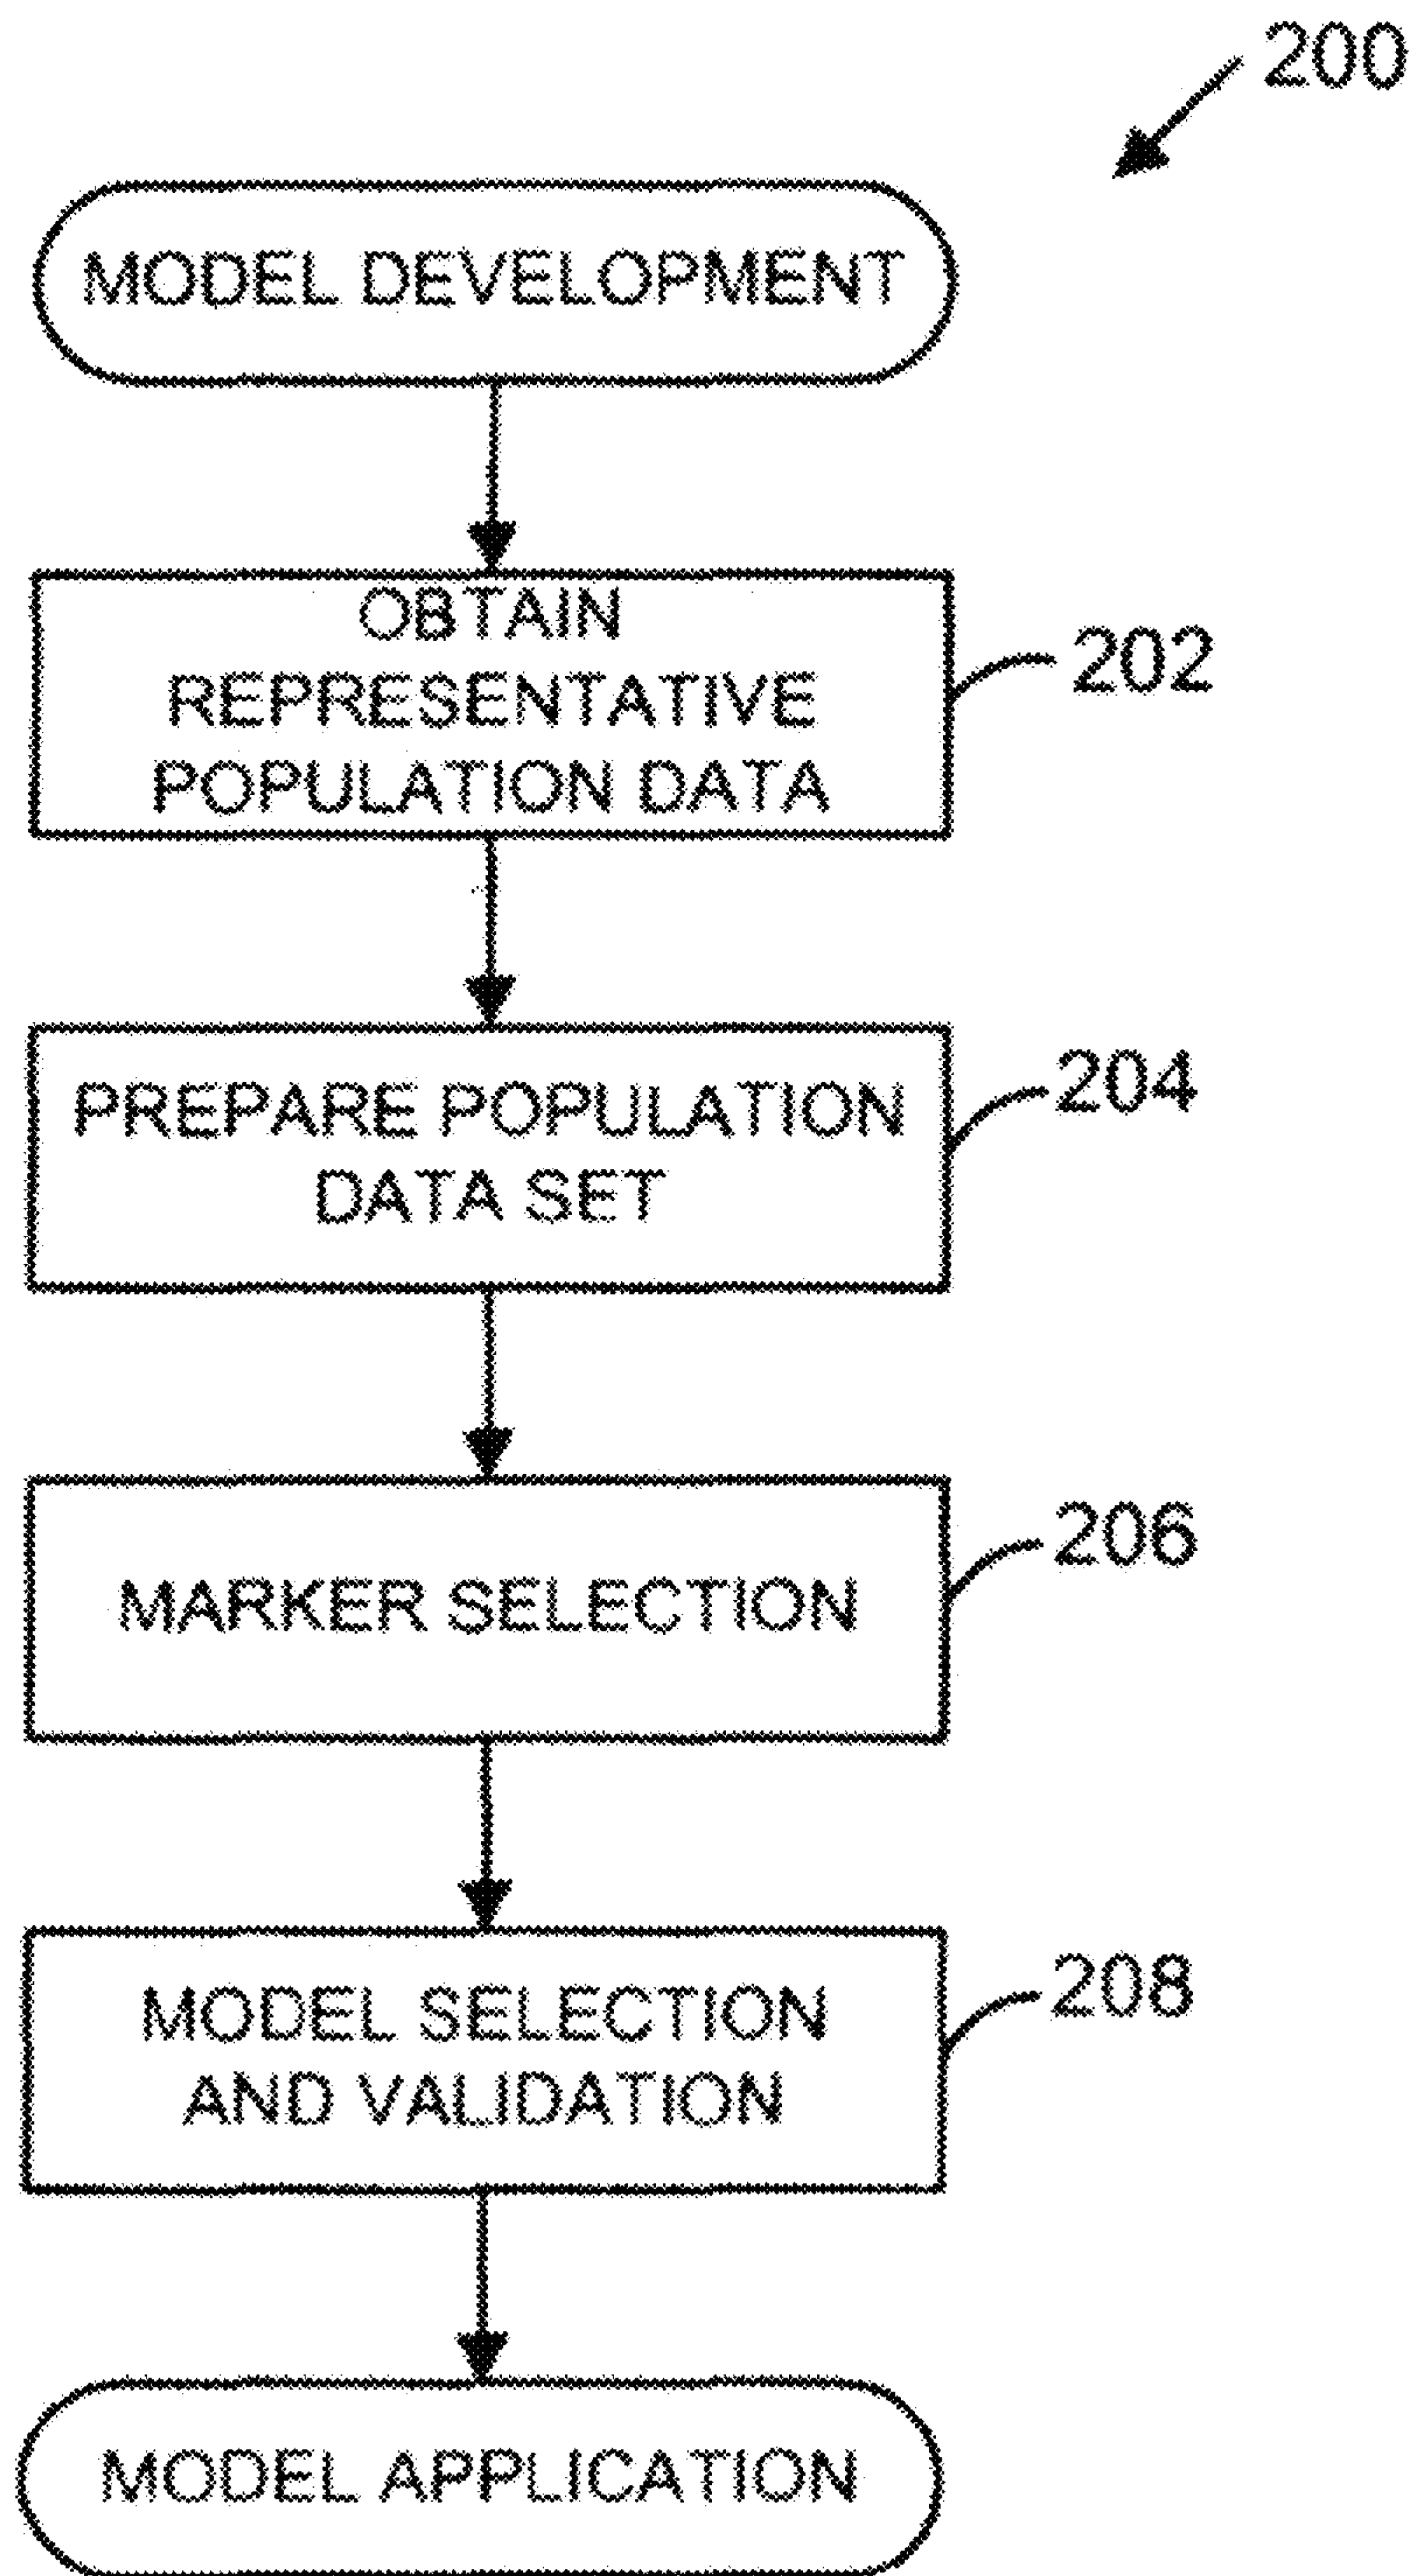 200
MODEL DEVELOPMENT
OBTAIN
REPRESENTATIVE
POPULATION DATA
202
PREPARE POPULATION
DATA SET
204
MARKER SELECTION
206
MODEL SELECTION
AND VALIDATION
208
MODEL APPLICATION